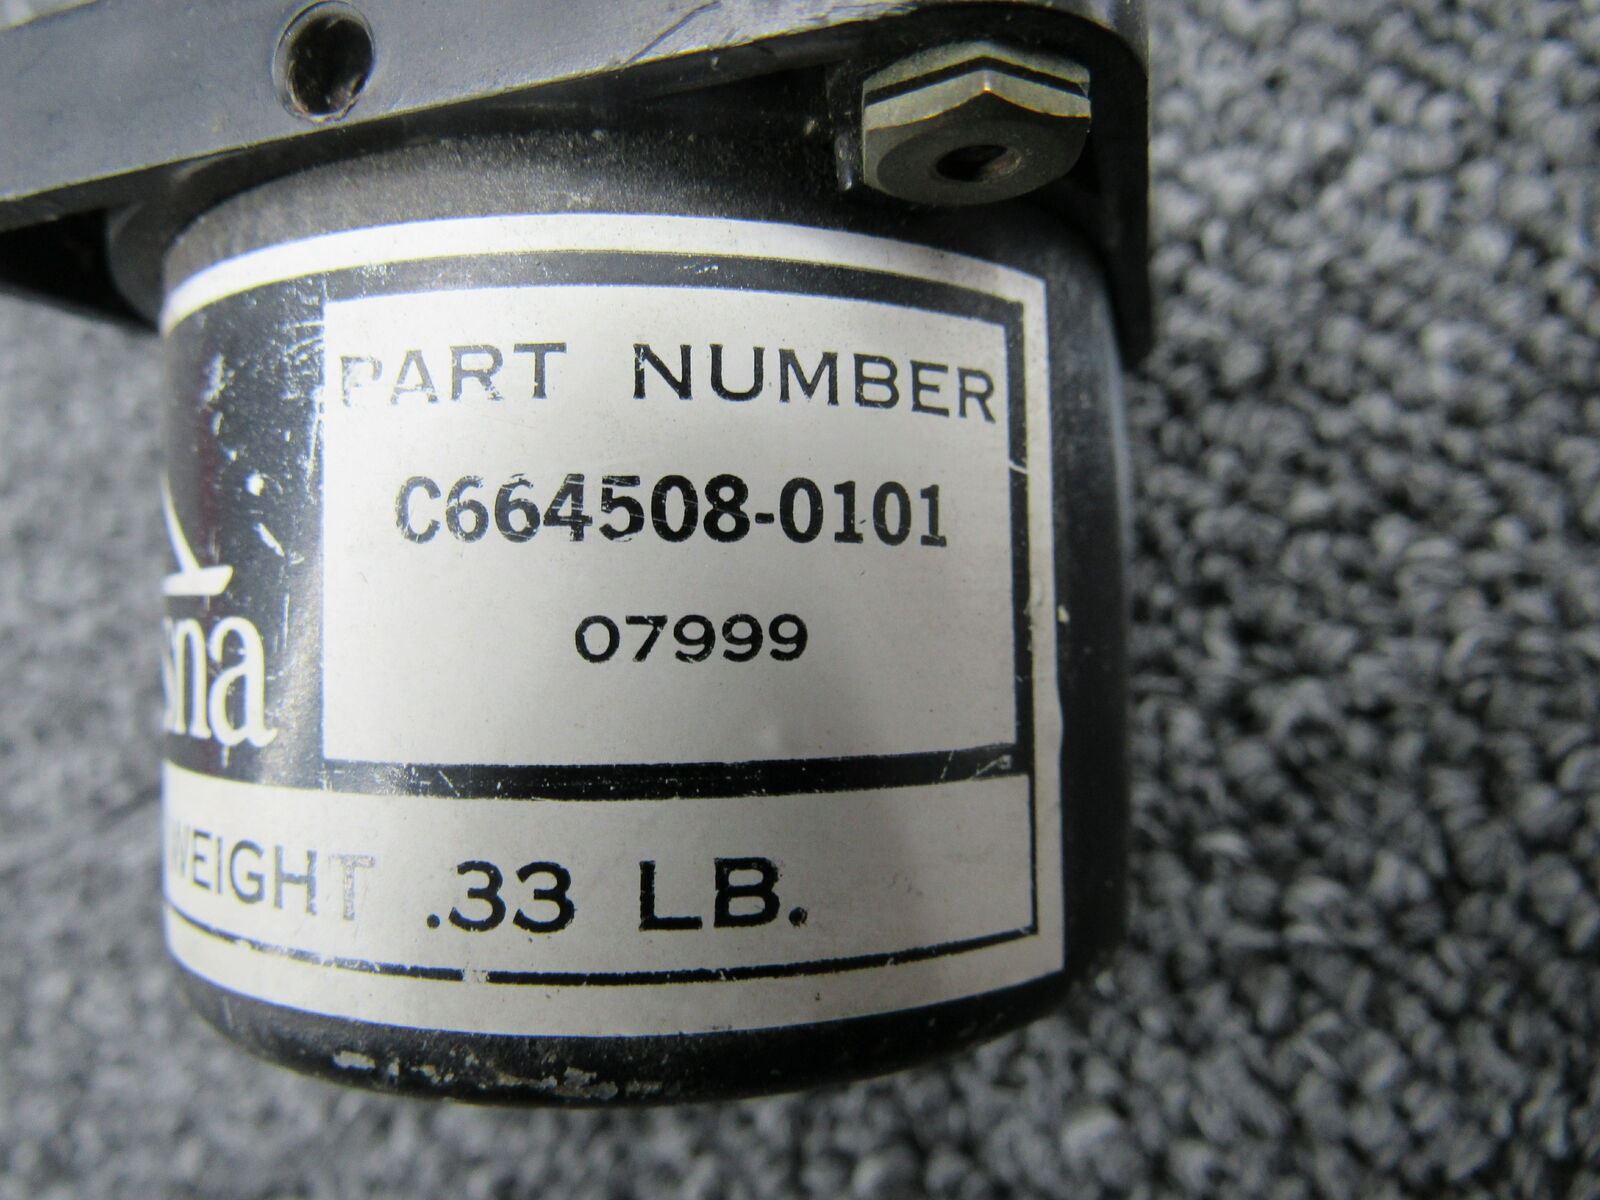 PART NUMBER
C664508-0101
07999
sna
WEIGHT .33 LB.